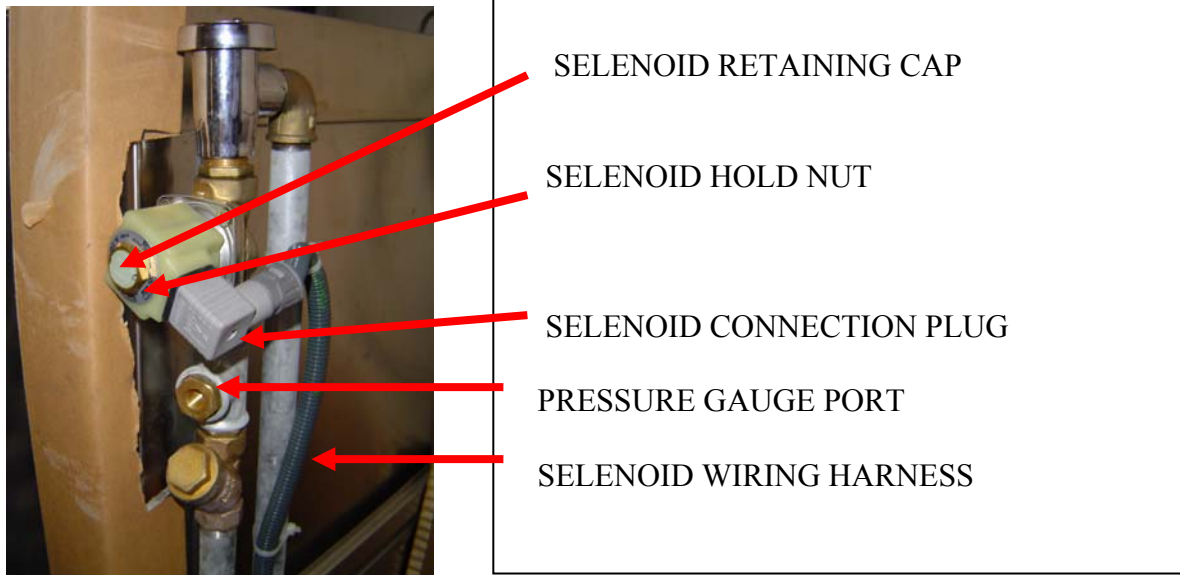 SELENOID RETAINING CAP
SELENOID HOLD NUT
SELENOID CONNECTION PLUG
PRESSURE GAUGE PORT
SELENOID WIRING HARNESS